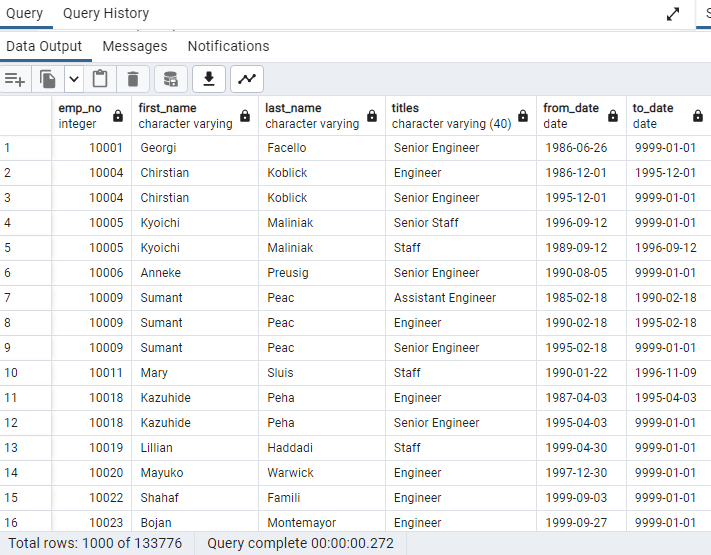 Query Query History S
Data Output Messages Notifications
emp_no first_name last_name titles from_date to_date
integer character varying character varying character varying (40) date date
1 10001 Georgi Facello Senior Engineer 1986-06-26 9999-01-01
2 10004 Chirstian Koblick Engineer 1986-12-01 1995-12-01
3 10004 Chirstian Koblick Senior Engineer 1995-12-01 9999-01-01
4 10005 Kyoichi Maliniak Senior Staff 1996-09-12 9999-01-01
5 10005 Kyoichi Maliniak Staff 1989-09-12 1996-09-12
6 10006 Anneke Preusig Senior Engineer 1990-08-05 9999-01-01
7 10009 Sumant Peac Assistant Engineer 1985-02-18 1990-02-18
8 10009 Sumant Peac Engineer 1990-02-18 1995-02-18
9 10009 Sumant Peac Senior Engineer 1995-02-18 9999-01-01
10 10011 Mary Sluis Staff 1990-01-22 1996-11-09
11 10018 Kazuhide Peha Engineer 1987-04-03 1995-04-03
12 10018 Kazuhide Peha Senior Engineer 1995-04-03 9999-01-01
13 10019 Lillian Haddadi Staff 1999-04-30 9999-01-01
14 10020 Mayuko Warwick Engineer 1997-12-30 9999-01-01
15 10022 Shahaf Famili Engineer 1999-09-03 9999-01-01
16 10023 Bojan Montemayor Engineer 1999-09-27 9999-01-01
Total rows: 1000 of 133776 Query complete 00:00:00.272